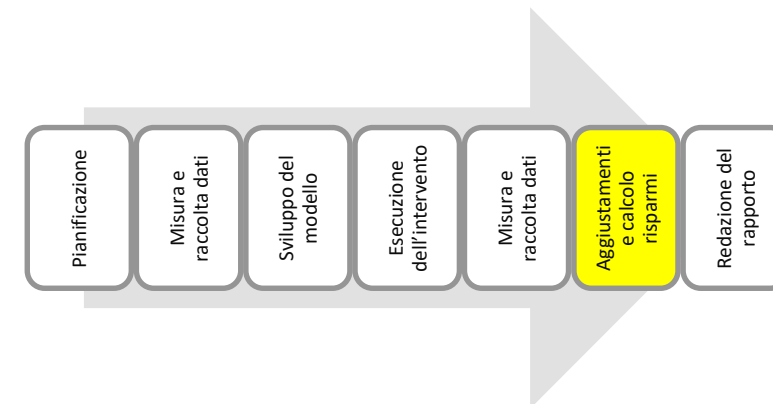 Pianificazione
Misura e
raccolta dati
Sviluppo del
modello
Esecuzione
dell’intervento
Misura e
raccolta dati
Aggiustamenti
e calcolo
risparmi
Redazione del
rapporto